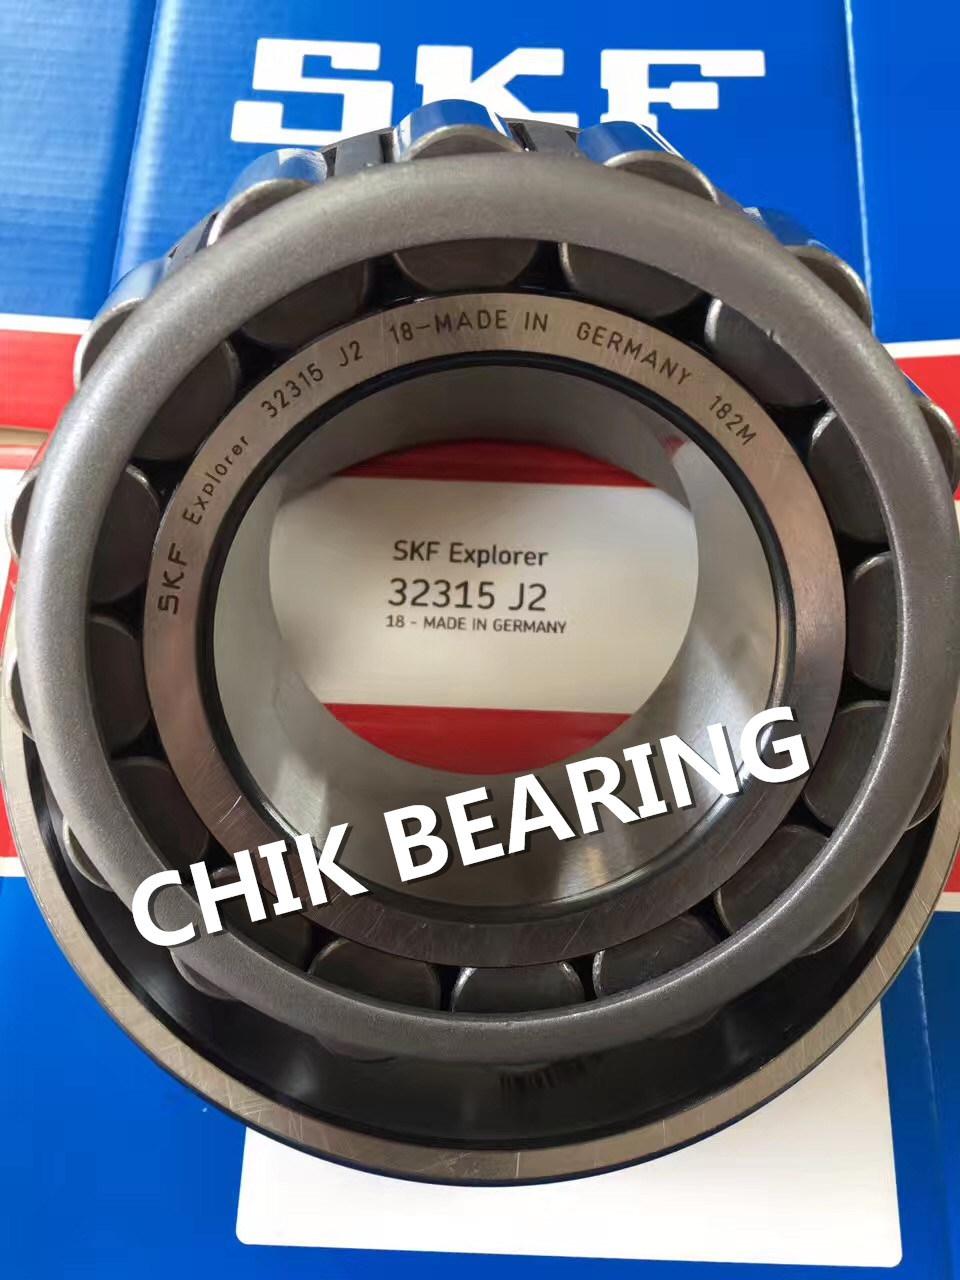 SKF
SKF Explorer 32315 J2 18-MADE IN GERMANY 182M
SKF Explorer
32315 J2
18 - MADE IN GERMANY
CHIK BEARING